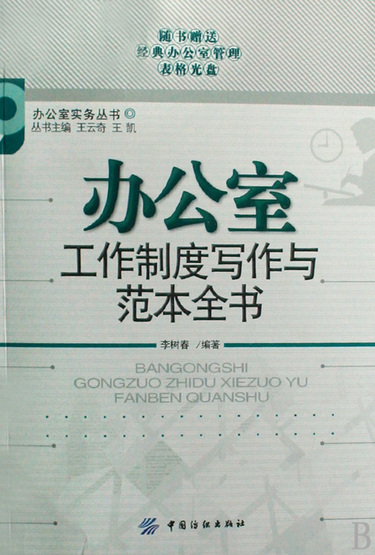 随书赠送
经典办公室管理
表格光盘
办公室实务丛书
丛书主编 王云奇 王凯
办公室
工作制度写作与
范本全书
李树春 /编著
BANGONGSHI
GONGZUO ZHIDU XIEZUO YU
FANBEN QUANSHU
中国纺织出版社
B